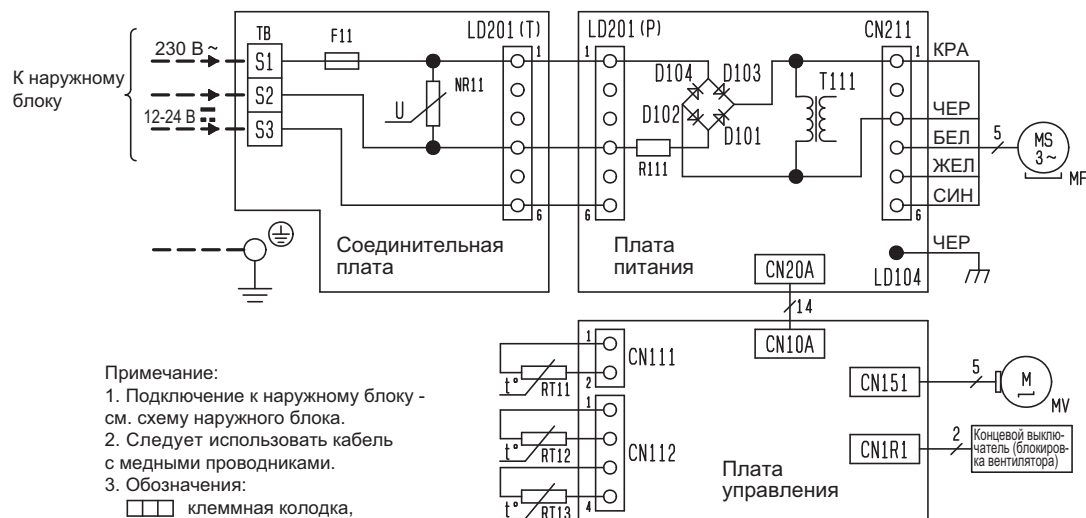 К наружному
блоку
230 В ~
12-24 В
TB
S1
S2
S3
F11
NR11
U
LD201 (T)
1
6
Соединительная
плата
LD201 (P)
1
6
D104
D103
D102
D101
R111
T111
CN211
1
6
КРА
ЧЕР
БЕЛ
ЖЕЛ
СИН
5
MS
3~
MF
ЧЕР
LD104
Плата
питания
CN20A
14
CN10A
CN111
1
2
t° RT11
CN112
1
4
t° RT12
t° RT13
CN151
5
M
MV
CN1R1
2
Концевой выклю-
чатель (блокиров-
ка вентилятора)
Плата
управления
Примечание:
1. Подключение к наружному блоку -
см. схему наружного блока.
2. Следует использовать кабель
с медными проводниками.
3. Обозначения:
клеммная колодка,